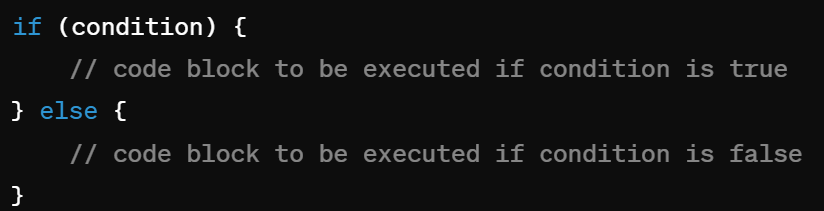 if (condition) {
    // code block to be executed if condition is true
} else {
    // code block to be executed if condition is false
}